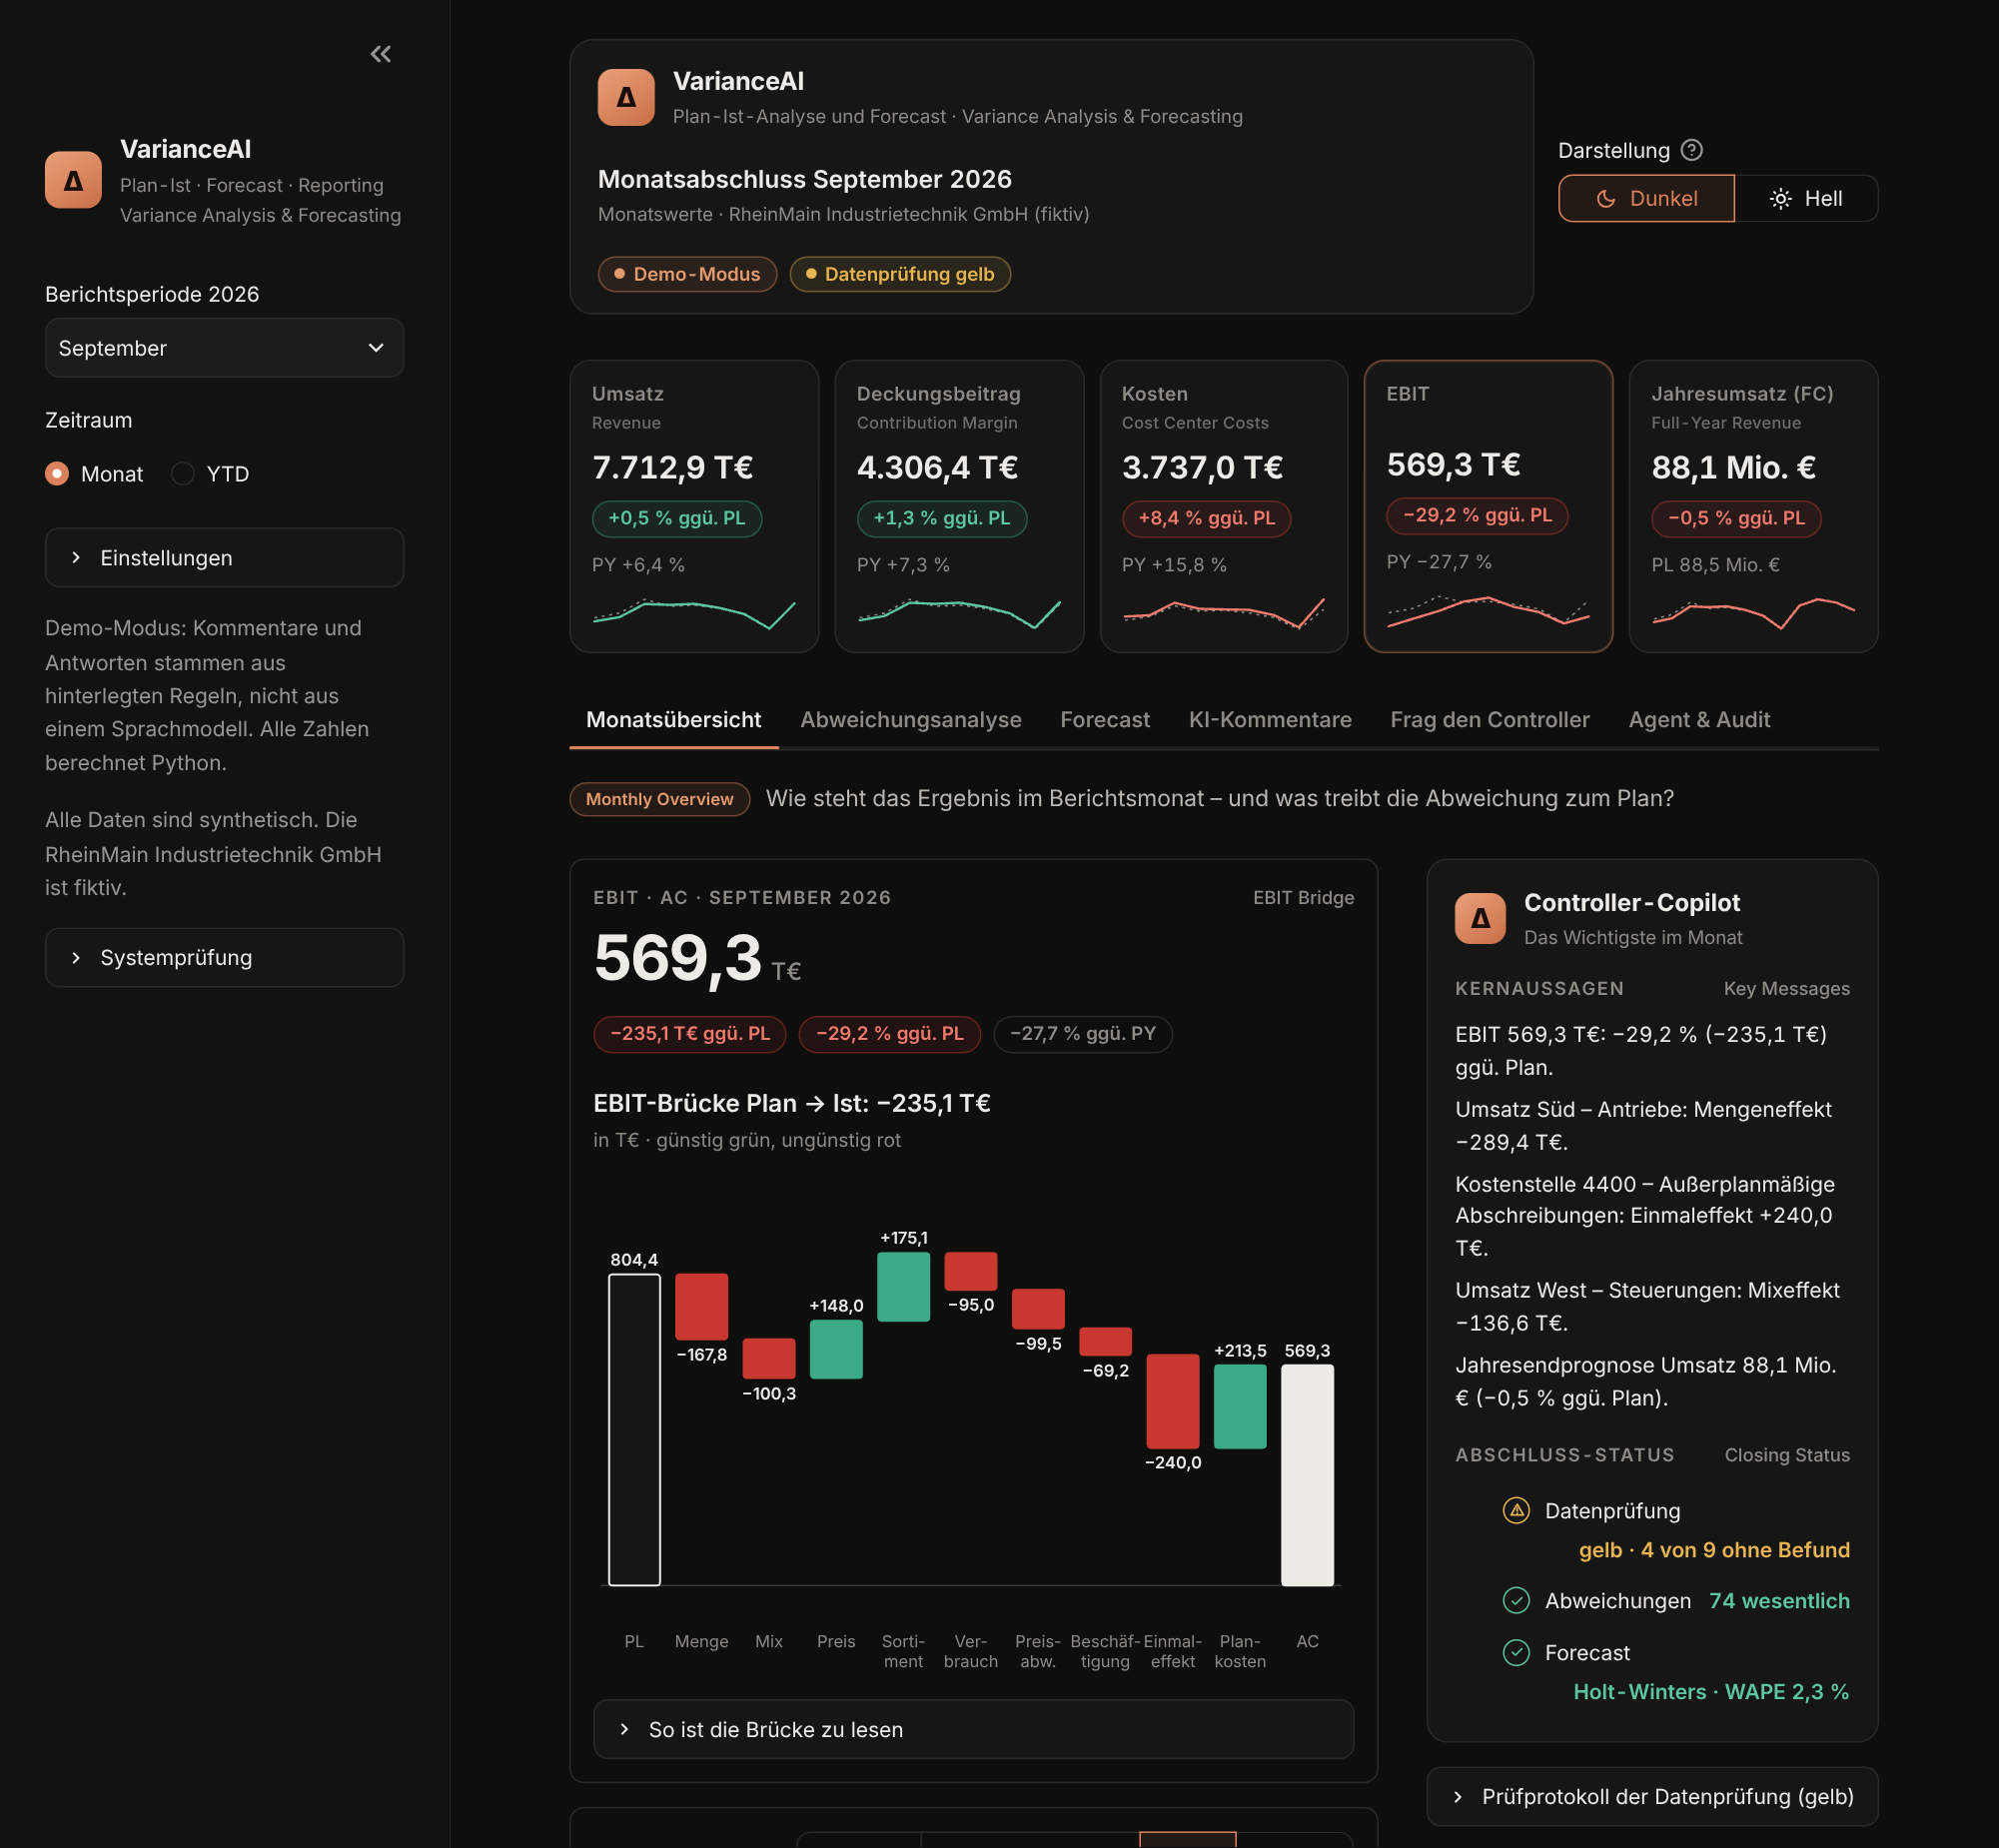 VarianceAI
Plan-Ist · Forecast · Reporting
Variance Analysis & Forecasting
Berichtsperiode 2026
September
Zeitraum
Monat
YTD
Einstellungen
Demo-Modus: Kommentare und
Antworten stammen aus
hinterlegten Regeln, nicht aus
einem Sprachmodell. Alle Zahlen
berechnet Python.
Alle Daten sind synthetisch. Die
RheinMain Industrietechnik GmbH
ist fiktiv.
Systemprüfung
VarianceAI
Plan-Ist-Analyse und Forecast · Variance Analysis & Forecasting
Monatsabschluss September 2026
Monatswerte · RheinMain Industrietechnik GmbH (fiktiv)
Demo-Modus
Datenprüfung gelb
Darstellung
Dunkel
Hell
Umsatz
Revenue
7.712,9 T€
+0,5 % ggü. PL
PY +6,4 %
Deckungsbeitrag
Contribution Margin
4.306,4 T€
+1,3 % ggü. PL
PY +7,3 %
Kosten
Cost Center Costs
3.737,0 T€
+8,4 % ggü. PL
PY +15,8 %
EBIT
569,3 T€
−29,2 % ggü. PL
PY −27,7 %
Jahresumsatz (FC)
Full-Year Revenue
88,1 Mio. €
−0,5 % ggü. PL
PL 88,5 Mio. €
Monatsübersicht
Abweichungsanalyse
Forecast
KI-Kommentare
Frag den Controller
Agent & Audit
Monthly Overview
Wie steht das Ergebnis im Berichtsmonat – und was treibt die Abweichung zum Plan?
EBIT · AC · SEPTEMBER 2026
EBIT Bridge
569,3 T€
−235,1 T€ ggü. PL
−29,2 % ggü. PL
−27,7 % ggü. PY
EBIT-Brücke Plan → Ist: −235,1 T€
in T€ · günstig grün, ungünstig rot
804,4
−167,8
−100,3
+148,0
+175,1
−95,0
−99,5
−69,2
−240,0
+213,5
569,3
PL
Menge
Mix
Preis
Sorti-
ment
Ver-
brauch
Preis-
abw.
Beschäf-
tigung
Einmal-
effekt
Plan-
kosten
AC
So ist die Brücke zu lesen
Controller-Copilot
Das Wichtigste im Monat
KERNAUSSAGEN
Key Messages
EBIT 569,3 T€: −29,2 % (−235,1 T€)
ggü. Plan.
Umsatz Süd – Antriebe: Mengeneffekt
−289,4 T€.
Kostenstelle 4400 – Außerplanmäßige
Abschreibungen: Einmaleffekt +240,0
T€.
Umsatz West – Steuerungen: Mixeffekt
−136,6 T€.
Jahresendprognose Umsatz 88,1 Mio.
€ (−0,5 % ggü. Plan).
ABSCHLUSS-STATUS
Closing Status
Datenprüfung
gelb · 4 von 9 ohne Befund
Abweichungen
74 wesentlich
Forecast
Holt-Winters · WAPE 2,3 %
Prüfprotokoll der Datenprüfung (gelb)